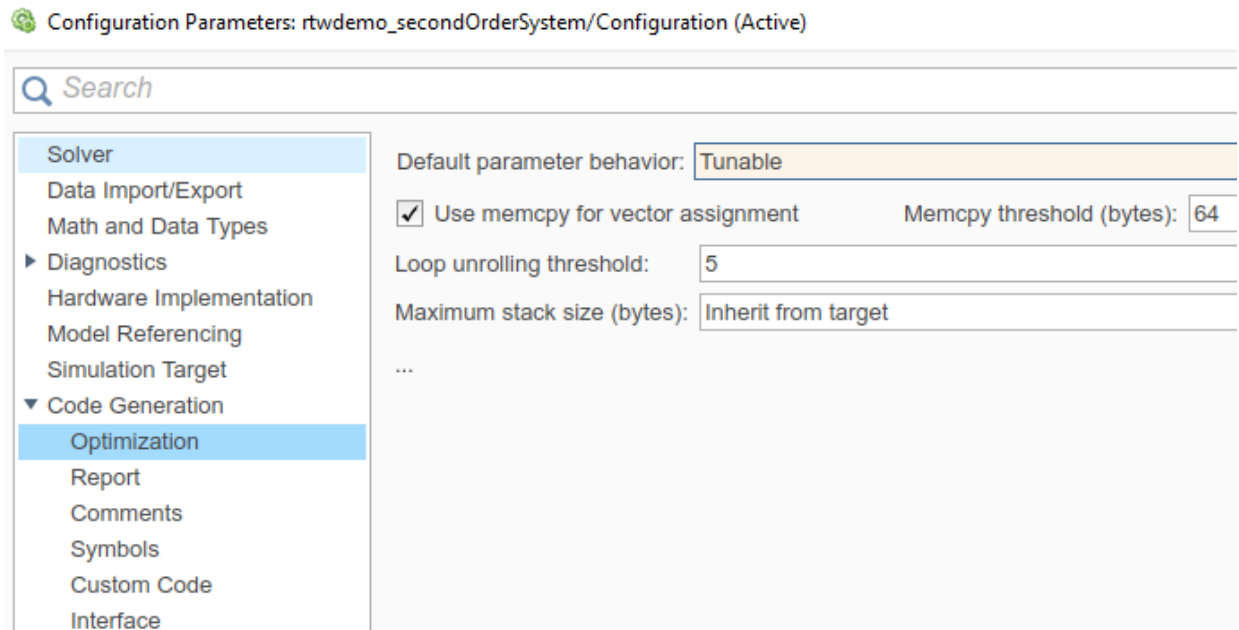 Configuration Parameters: rtwdemo_secondOrderSystem/Configuration (Active)
Search
Solver
Data Import/Export
Math and Data Types
Diagnostics
Hardware Implementation
Model Referencing
Simulation Target
Code Generation
Optimization
Report
Comments
Symbols
Custom Code
Interface
Default parameter behavior: Tunable
Use memcpy for vector assignment Memcpy threshold (bytes): 64
Loop unrolling threshold: 5
Maximum stack size (bytes): Inherit from target
...